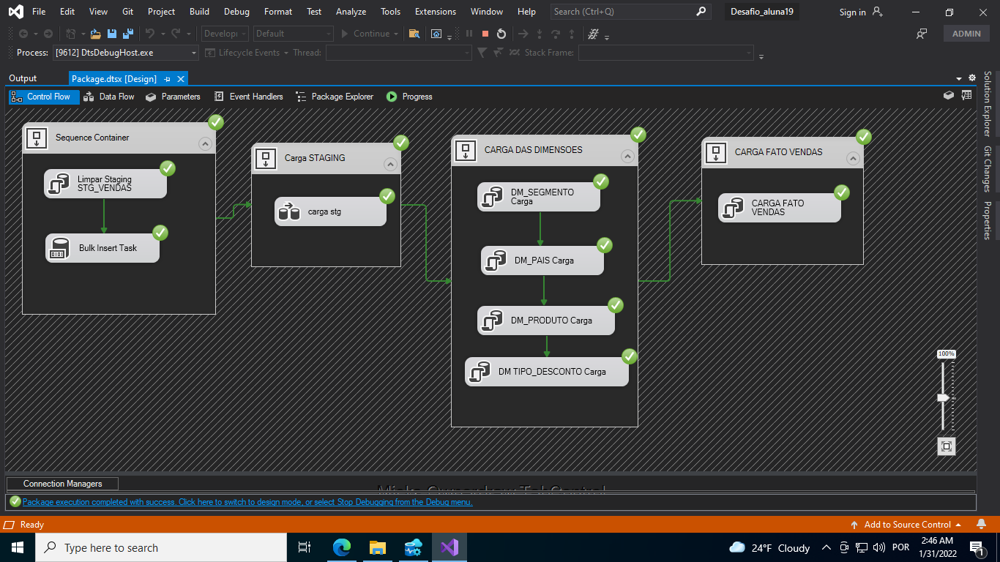 File Edit View Git Project Build Debug Format Test Analyze Tools Extensions Window Help Search (Ctrl+Q) Desafio_aluna19 Sign in
Developi Default Continue ADMIN
Process: [9612] DtsDebugHost.exe Lifecycle Events Thread: Stack Frame:
Output Package.dtsx [Design]
Control Flow Data Flow Parameters Event Handlers Package Explorer Progress
Solution Explorer
Git Changes
Properties
Sequence Container
Limpar Staging
STG_VENDAS
Bulk Insert Task
Carga STAGING
carga stg
CARGA DAS DIMENSOES
DM_SEGMENTO
Carga
DM_PAIS Carga
DM_PRODUTO Carga
DM TIPO_DESCONTO Carga
CARGA FATO VENDAS
CARGA FATO
VENDAS
100%
Connection Managers
Package execution completed with success. Click here to switch to design mode, or select Stop Debugging from the Debug menu.
Ready Add to Source Control
Type here to search 24°F Cloudy POR
2:46 AM
1/31/2022
1